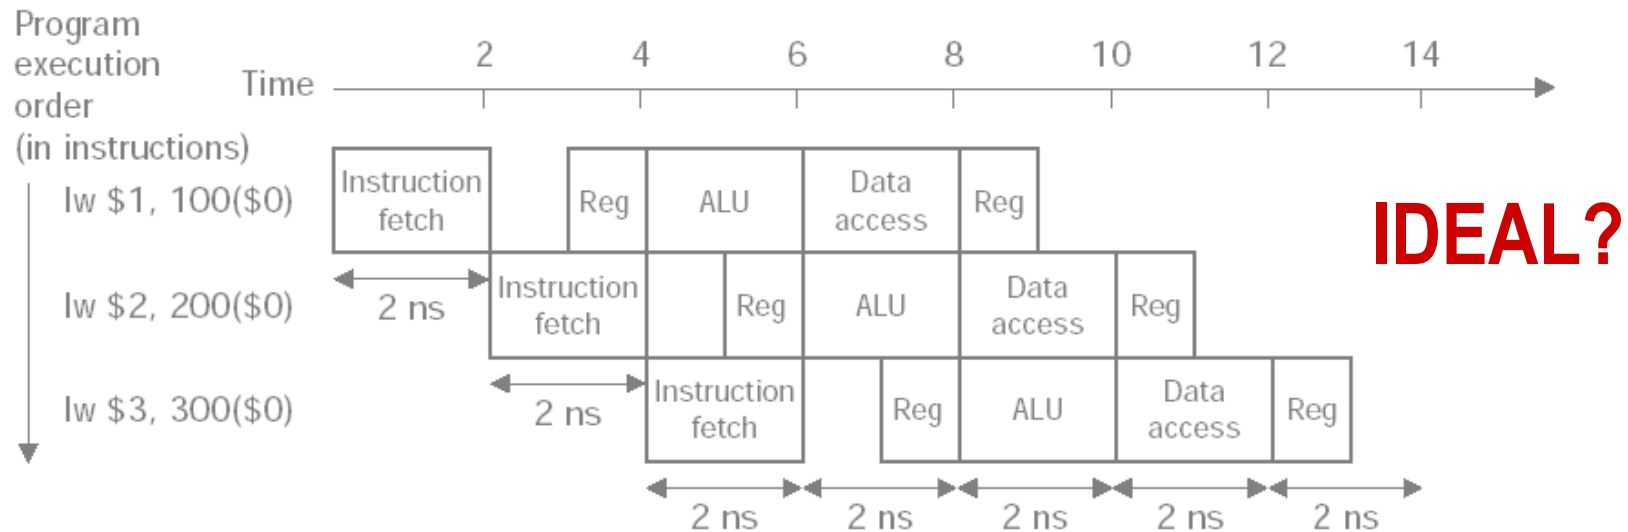 Program
execution
order
(in instructions)
Time
2 4 6 8 10 12 14
lw $1, 100($0)
Instruction
fetch
Reg
ALU
Data
access
Reg
IDEAL?
lw $2, 200($0)
2 ns
Instruction
fetch
Reg
ALU
Data
access
Reg
lw $3, 300($0)
2 ns
Instruction
fetch
Reg
ALU
Data
access
Reg
2 ns 2 ns 2 ns 2 ns 2 ns